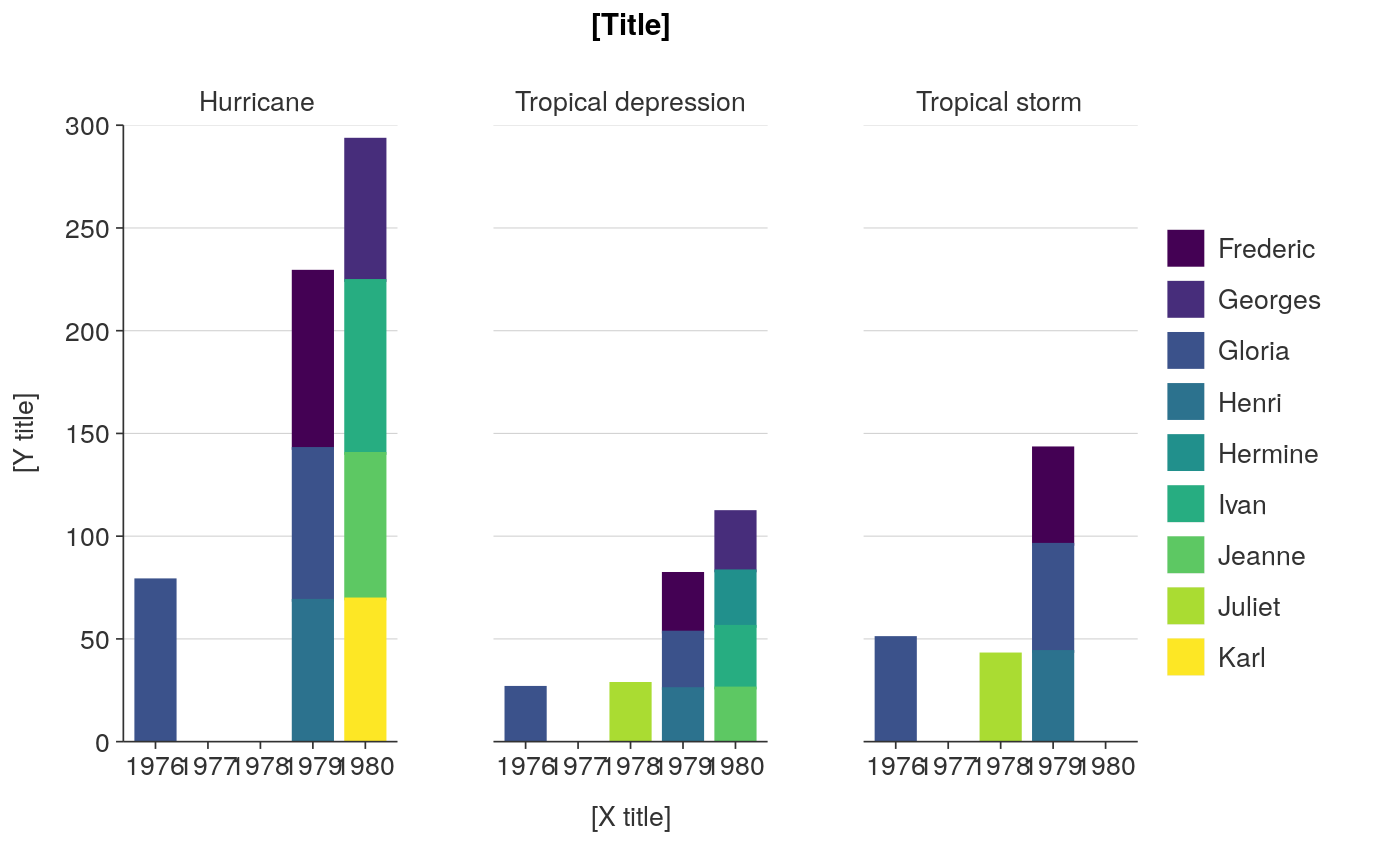 [Title]
Hurricane
Tropical depression
Tropical storm
300
250
200
150
100
50
0
[Y title]
1976 1977 1978 1979 1980
1976 1977 1978 1979 1980
1976 1977 1978 1979 1980
[X title]
Frederic
Georges
Gloria
Henri
Hermine
Ivan
Jeanne
Juliet
Karl